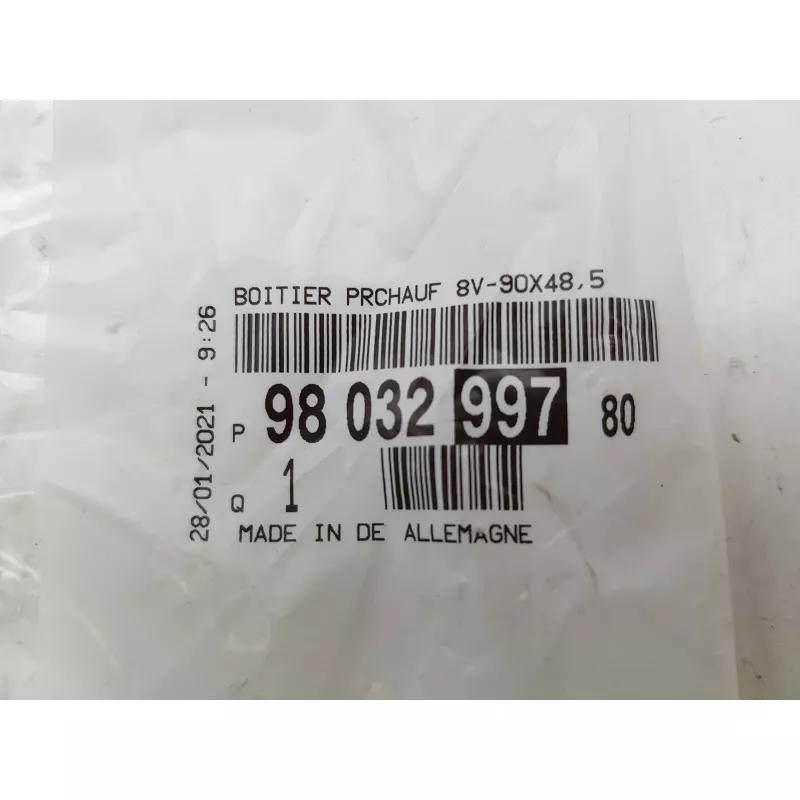 BOITIER PRCHAUF 8V-90X48,5
P 98 032 997 80
Q 1
MADE IN DE ALLEMAGNE
28/01/2021 - 9:26